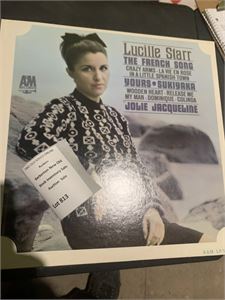 A&M
RECORDS
Lucille Starr
THE FRENCH SONG
CRAZY ARMS • LA VIE EN ROSE
IN A LITTLE SPANISH TOWN
YOURS • SUKIYAKA
WOODEN HEART • RELEASE ME
MY MAN • DOMINIQUE • COLINDA
JOLIE JACQUELINE
Lot 813
A&M